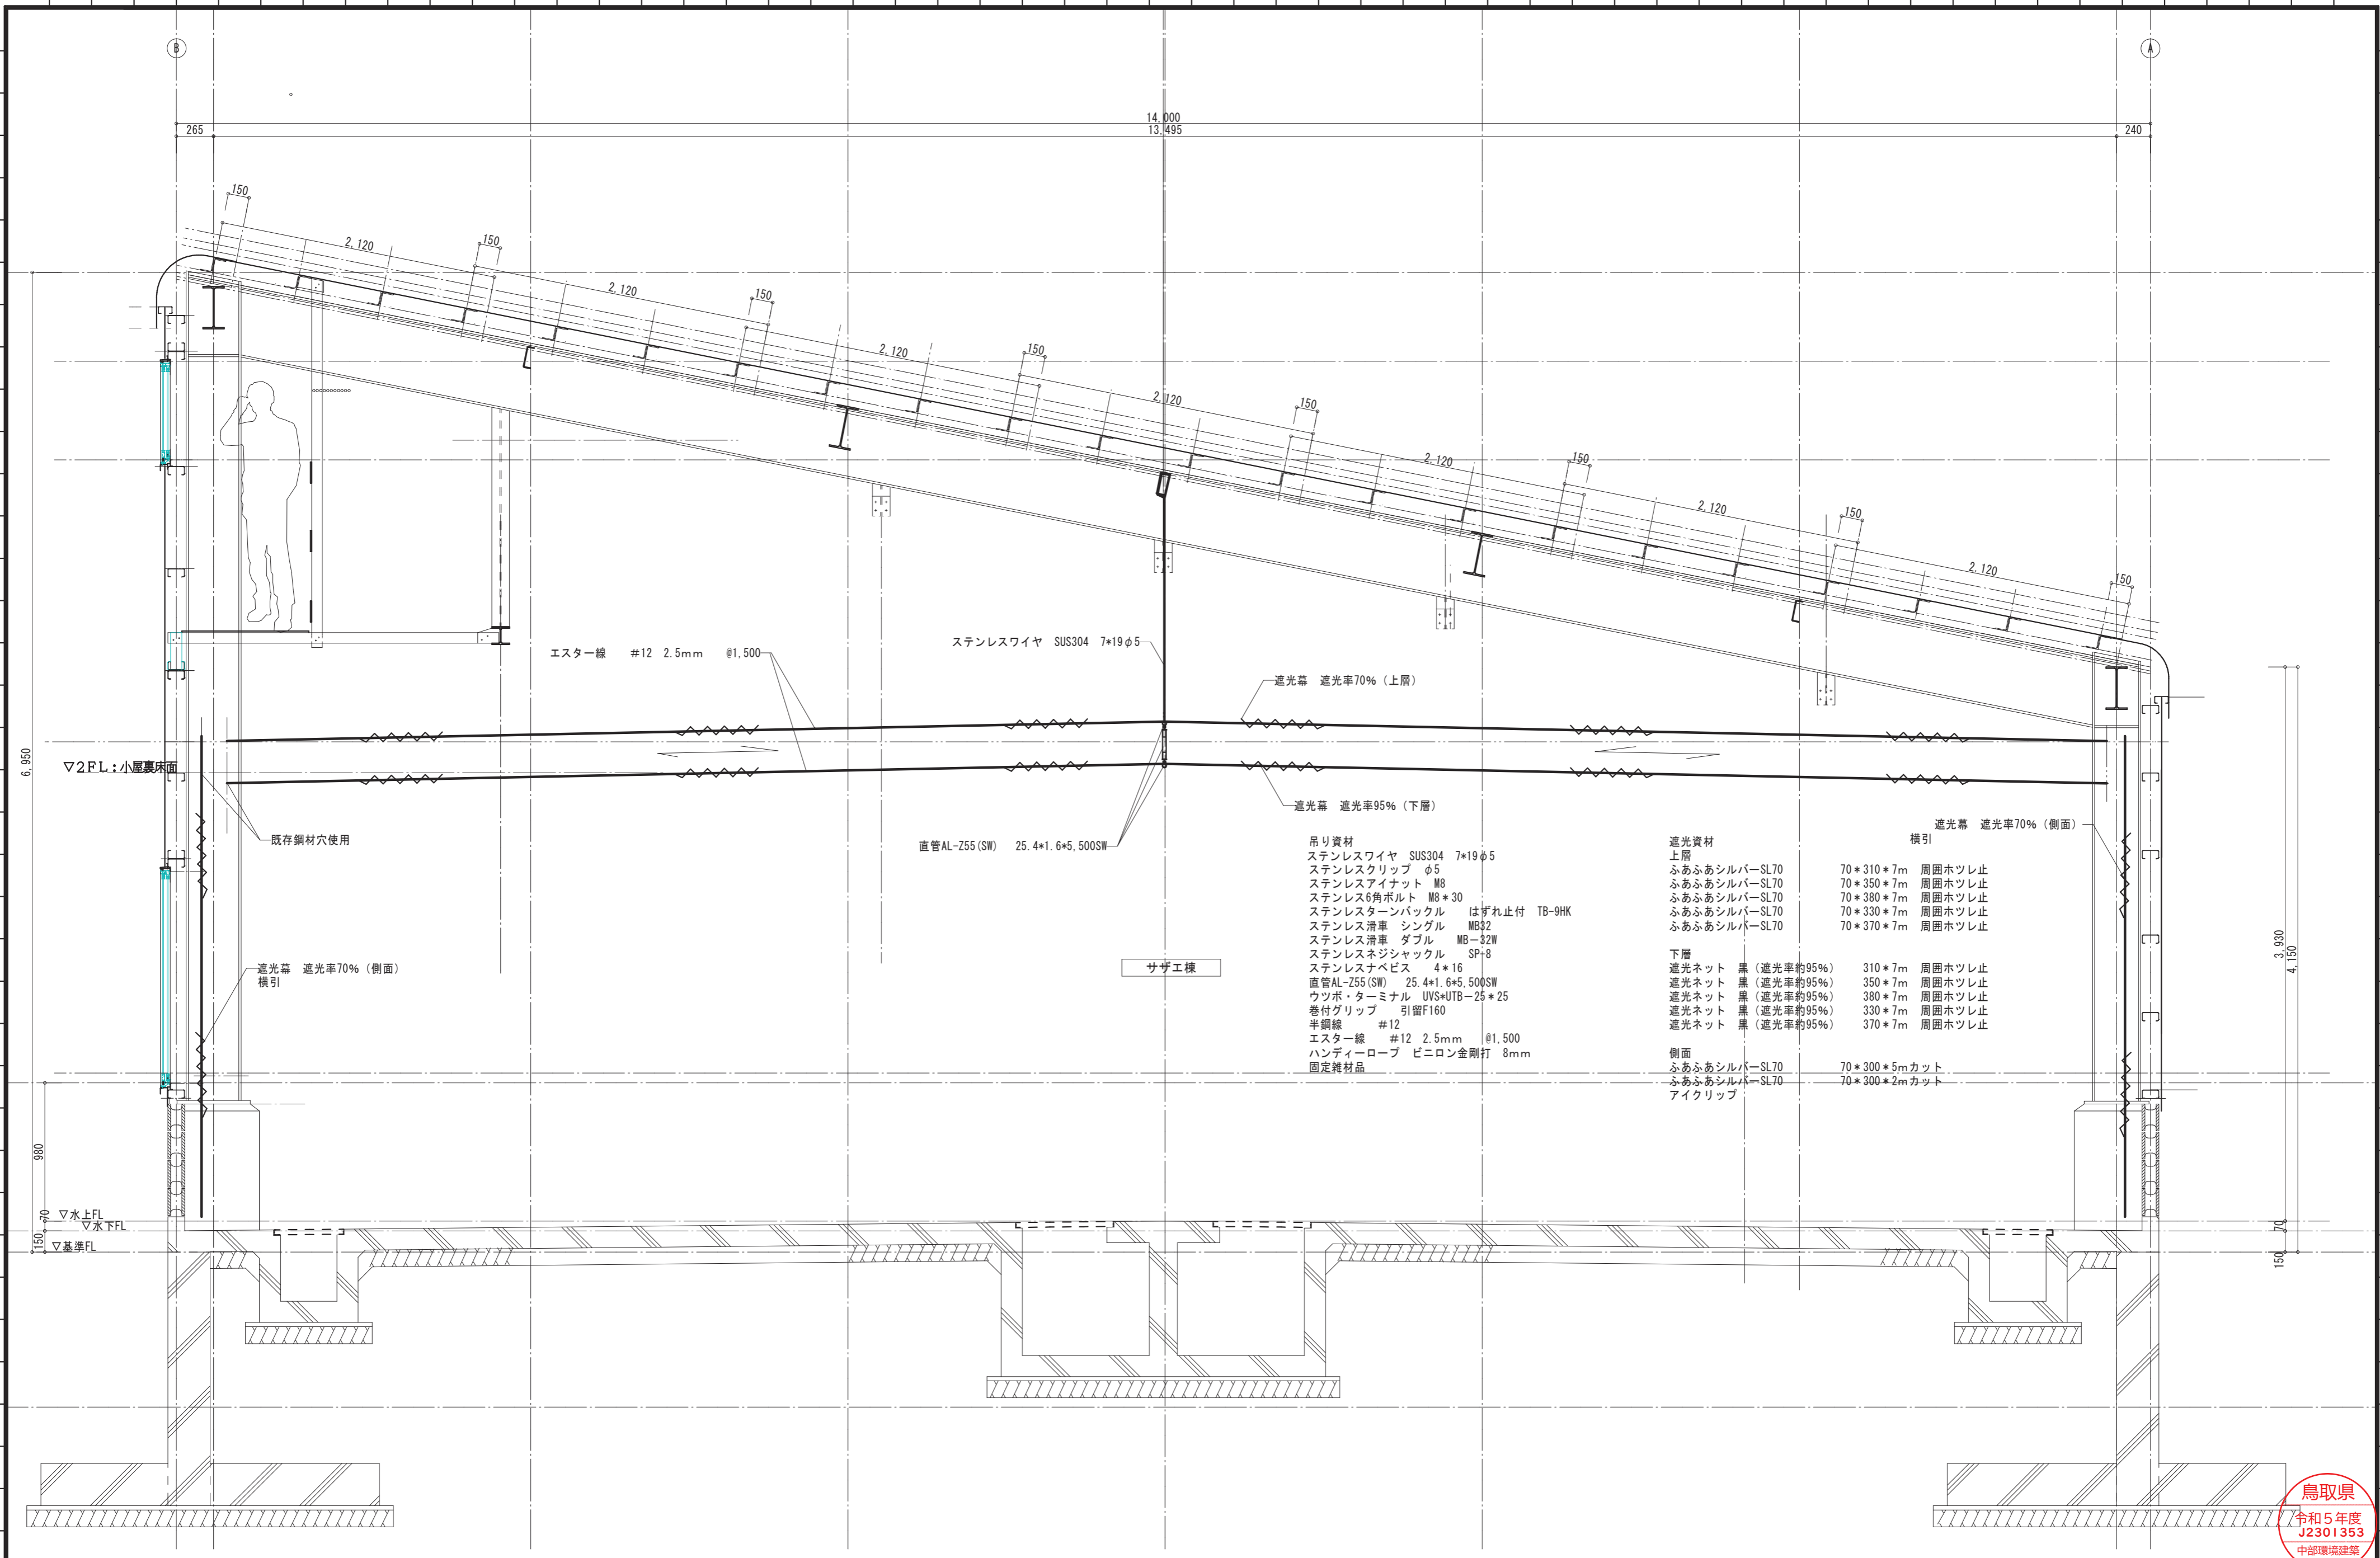 B
A
14,000
265
13,495
240
150
2,120
150
2,120
150
2,120
150
2,120
150
2,120
150
2,120
150
2,120
150
エスター線 #12 2.5mm @1,500
ステンレスワイヤ SUS304 7*19φ5
遮光幕 遮光率70%（上層）
6,950
▽2FL：小屋裏床面
遮光幕 遮光率95%（下層）
既存鋼材穴使用
直管AL-Z55(SW) 25.4*1.6*5,500SW
遮光幕 遮光率70%（側面）
横引
吊り資材
ステンレスワイヤ SUS304 7*19φ5
ステンレスクリップ φ5
ステンレスアイナット M8
ステンレス6角ボルト M8＊30
ステンレスターンバックル はずれ止付 TB-9HK
ステンレス滑車 シングル MB32
ステンレス滑車 ダブル MB－32W
ステンレスネジシャックル SP-8
ステンレスナベビス 4＊16
直管AL-Z55(SW) 25.4*1.6*5,500SW
ウツボ・ターミナル UVS*UTB－25＊25
巻付グリップ 引留F160
半鋼線 #12
エスター線 #12 2.5mm @1,500
ハンディーロープ ビニロン金剛打 8mm
固定雑材品
遮光資材
上層
ふあふあシルバーSL70 70＊310＊7m 周囲ホツレ止
ふあふあシルバーSL70 70＊350＊7m 周囲ホツレ止
ふあふあシルバーSL70 70＊380＊7m 周囲ホツレ止
ふあふあシルバーSL70 70＊330＊7m 周囲ホツレ止
ふあふあシルバーSL70 70＊370＊7m 周囲ホツレ止
下層
遮光ネット 黒（遮光率約95%） 310＊7m 周囲ホツレ止
遮光ネット 黒（遮光率約95%） 350＊7m 周囲ホツレ止
遮光ネット 黒（遮光率約95%） 380＊7m 周囲ホツレ止
遮光ネット 黒（遮光率約95%） 330＊7m 周囲ホツレ止
遮光ネット 黒（遮光率約95%） 370＊7m 周囲ホツレ止
側面
ふあふあシルバーSL70 70＊300＊5mカット
ふあふあシルバーSL70 70＊300＊2mカット
アイクリップ
サザエ棟
遮光幕 遮光率70%（側面）
横引
3,930
4,150
980
70
▽水上FL
▽水下FL
150
▽基準FL
70
150
鳥取県
令和５年度
J2301353
中部環境建築